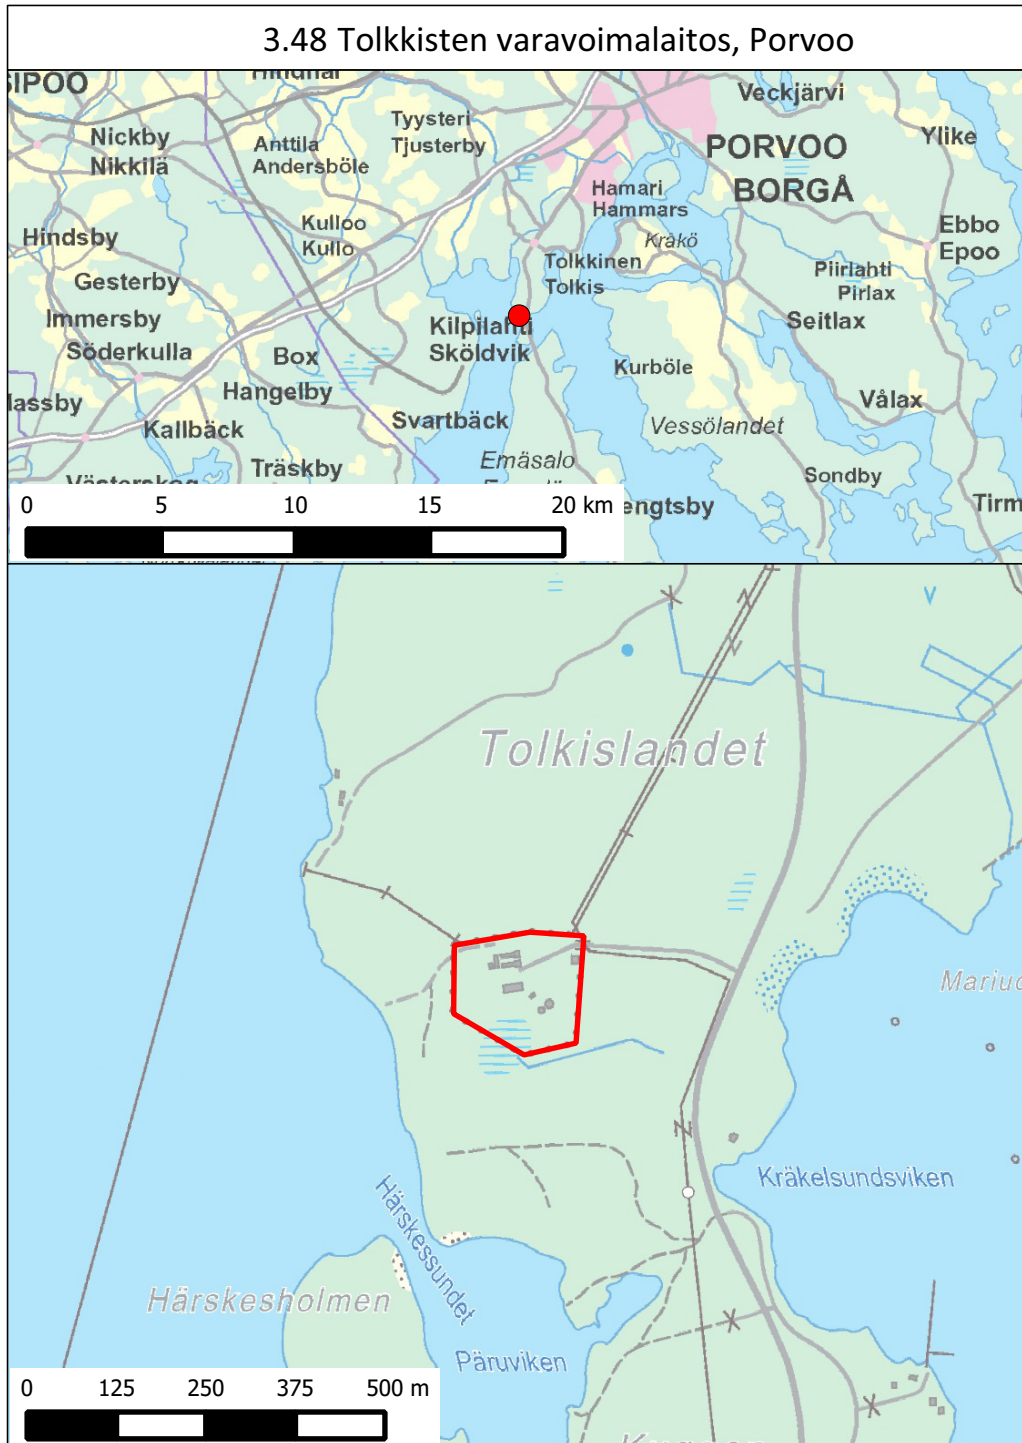 3.48 Tolkkisten varavoimalaitos, Porvoo
SIPOO
Veckjärvi
Nickby
Nikkilä
Anttila
Andersböle
Tyysteri
Tjusterby
PORVOO
BORGÅ
Ylike
Hamari
Hammars
Kråkö
Kulloo
Kullo
Hindsby
Gesterby
Immersby
Söderkulla
Box
Hangelby
Kallbäck
Träskby
Tolkkinen
Tolkis
Kilpilahti
Sköldvik
Svartbäck
Emäsalo
Ebbo
Epoo
Piirlahti
Pirlax
Seitlax
Kurböle
Vessölandet
Vålax
Sondby
Tirm
engtsby
0 5 10 15 20 km
Tolkislandet
Mariud
Kräkelsundsviken
Härskessundet
Härskesholmen
Päruviken
0 125 250 375 500 m